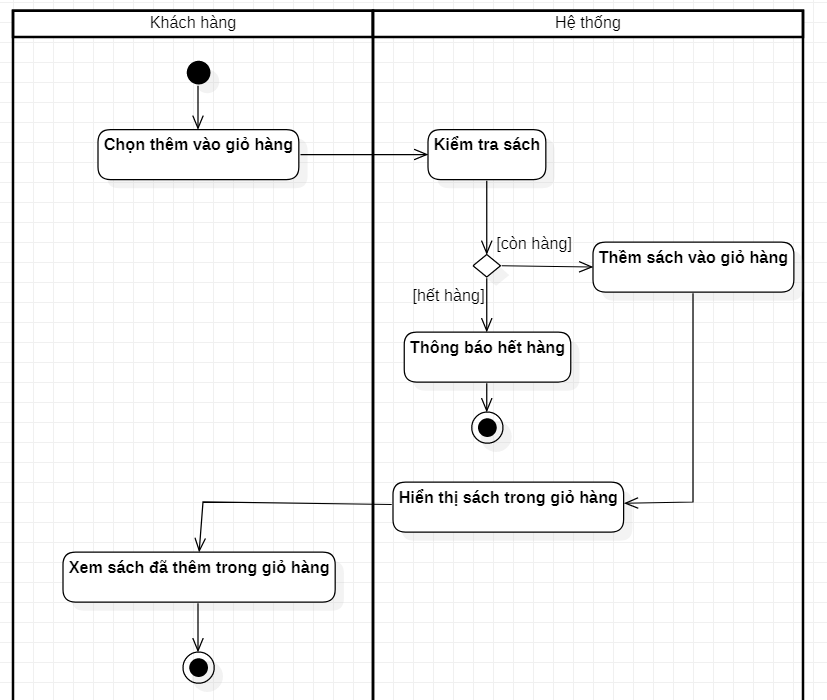 Khách hàng
Hệ thống
Chọn thêm vào giỏ hàng
Kiểm tra sách
[còn hàng]
Thềm sách vào giỏ hàng
[hết hàng]
Thông báo hết hàng
Hiển thị sách trong giỏ hàng
Xem sách đã thêm trong giỏ hàng